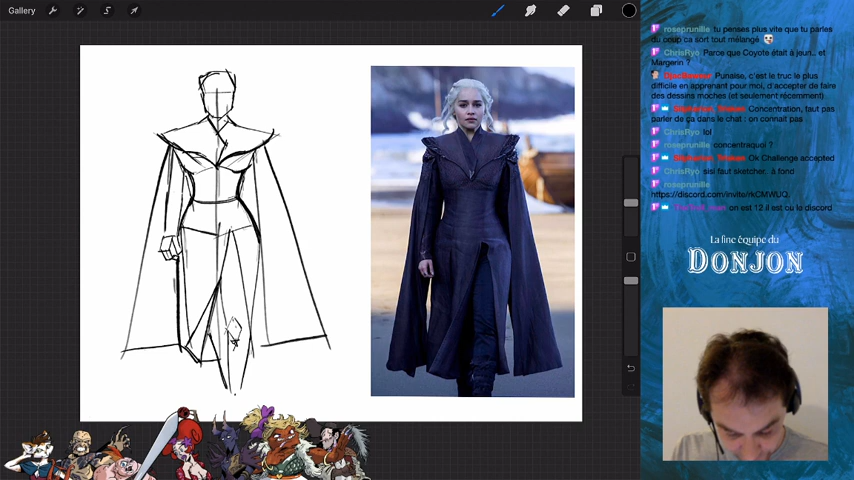 Gallery
roseprunille tu penses plus vite que tu parles
du coup ca sort tout mélangé
ChrisRyo Parce que Coyote était à jeun.. et
Margerin ?
Punaise, c'est le truc le plus
difficile en apprenant pour moi, d'accepter de faire
des dessins moches (et seulement récemment)
Concentration, faut pas
parler de ça dans le chat : on connait pas
ChrisRyo lol
roseprunille concentraquoi ?
Ok Challenge accepted
ChrisRyo sisi faut sketcher.. à fond
roseprunille
https://discord.com/invite/rkCMWUQ.
on est 12 il est où le discord
La fine équipe du
DONJON